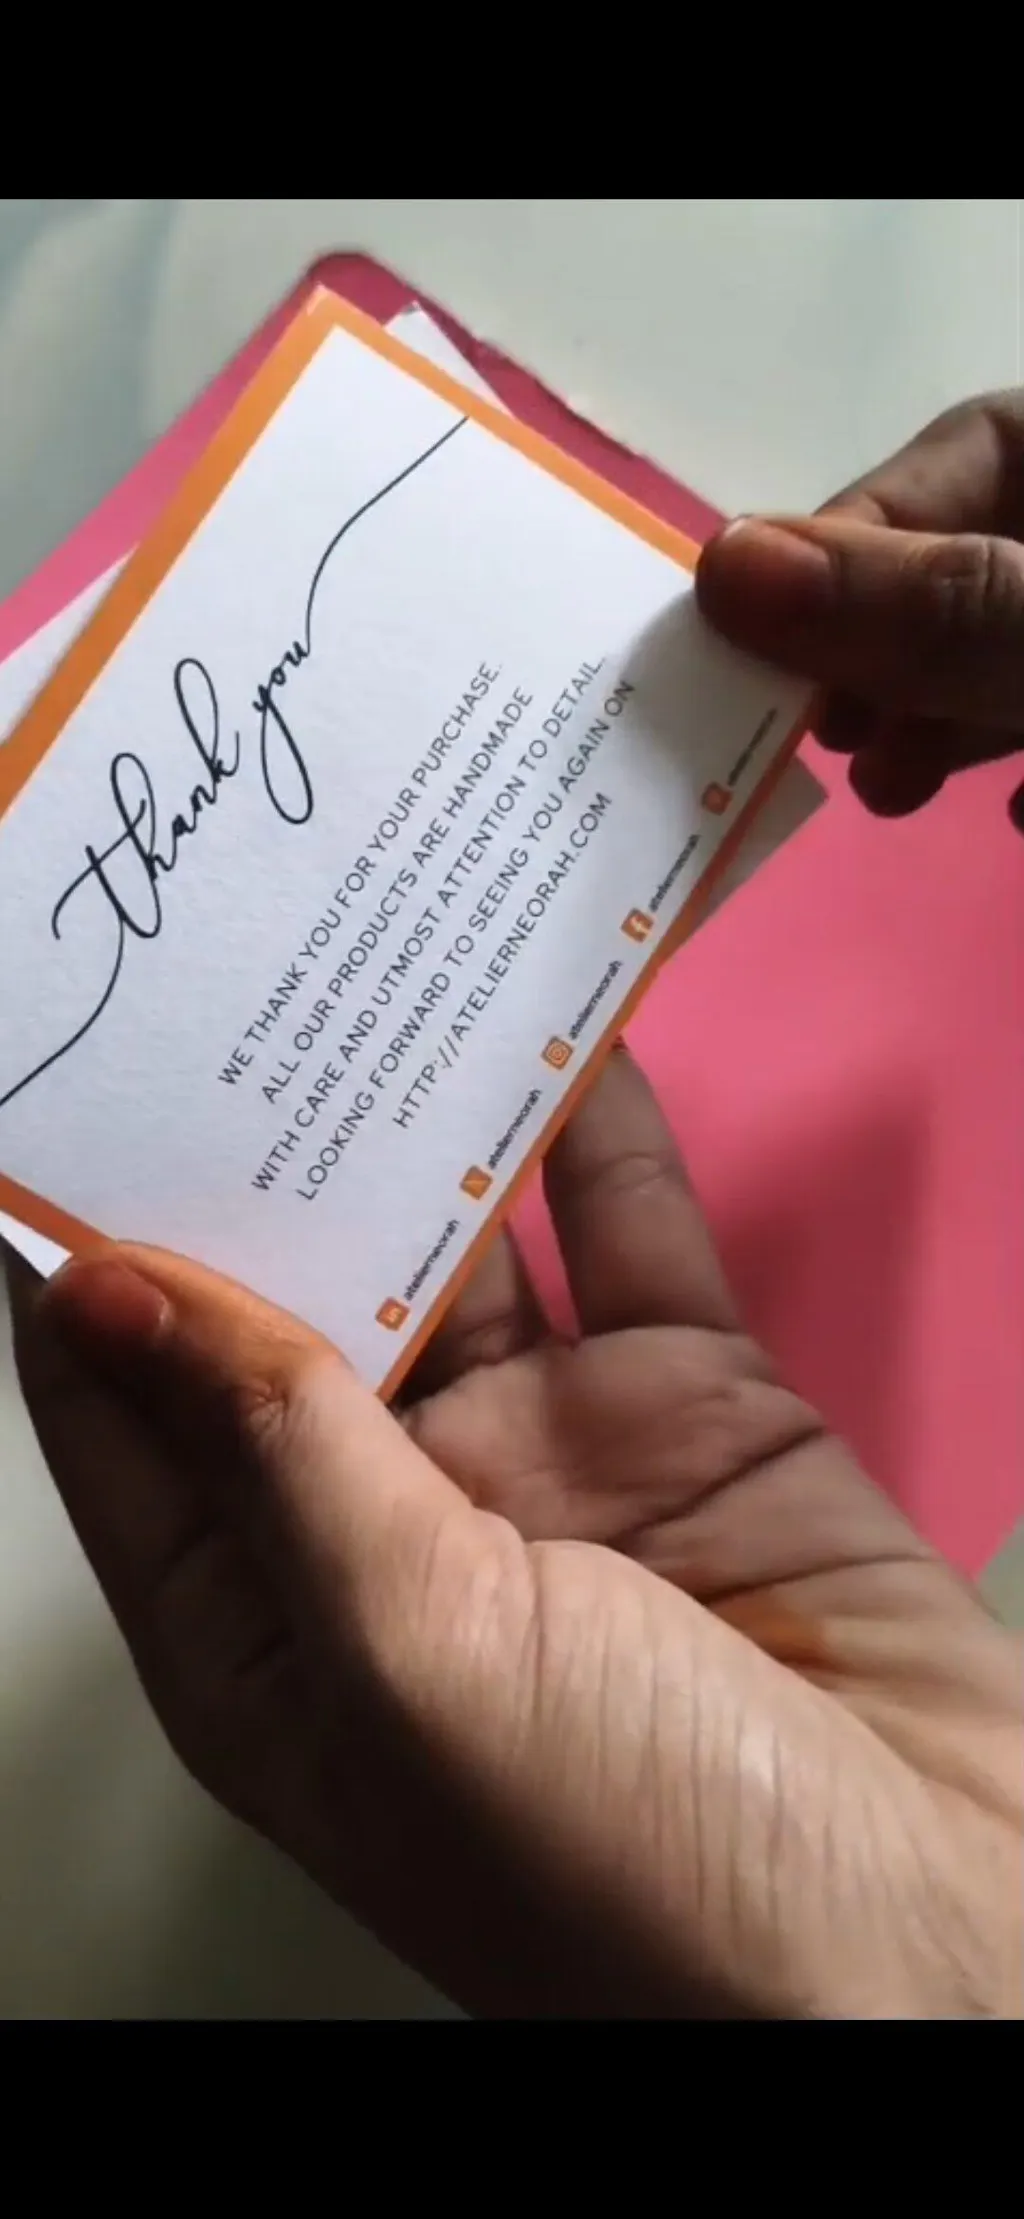 thank you
WE THANK YOU FOR YOUR PURCHASE.
ALL OUR PRODUCTS ARE HANDMADE
WITH CARE AND UTMOST ATTENTION TO DETAIL.
LOOKING FORWARD TO SEEING YOU AGAIN ON
HTTP://ATELIERNEORAH.COM
atelierneorah
atelierneorah
atelierneorah
atelierneorah
atelierneorah